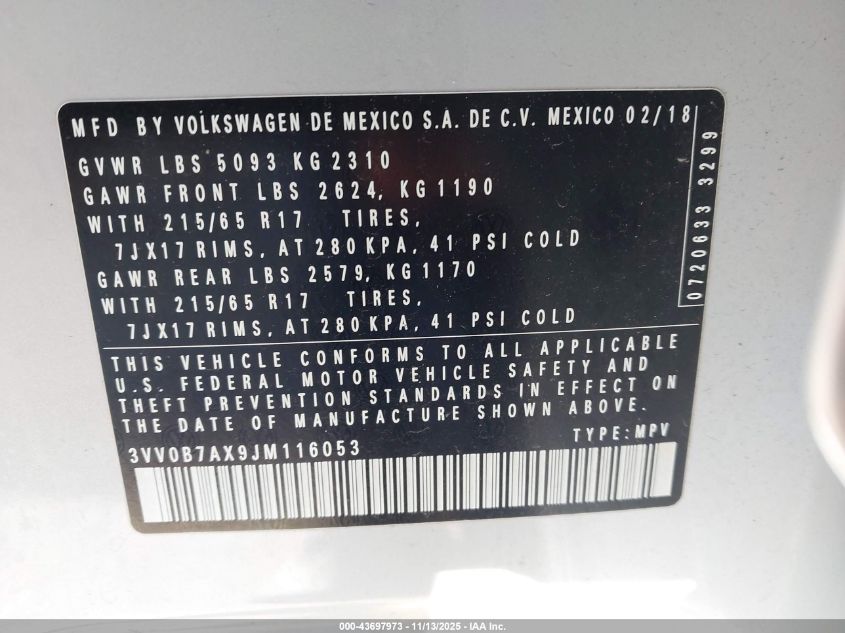 MFD BY VOLKSWAGEN DE MEXICO S.A. DE C.V. MEXICO 02/18
GVWR LBS 5093 KG 2310
GAWR FRONT LBS 2624, KG 1190
WITH 215/65 R17 TIRES,
7JX17 RIMS, AT 280 KPA, 41 PSI COLD
GAWR REAR LBS 2579, KG 1170
WITH 215/65 R17 TIRES,
7JX17 RIMS, AT 280 KPA, 41 PSI COLD
0720633 3299
THIS VEHICLE CONFORMS TO ALL APPLICABLE
U.S. FEDERAL MOTOR VEHICLE SAFETY AND
THEFT PREVENTION STANDARDS IN EFFECT ON
THE DATE OF MANUFACTURE SHOWN ABOVE.
3VV0B7AX9JM116053 TYPE: MPV
000-43697973 — 11/13/2025 - IAA Inc.